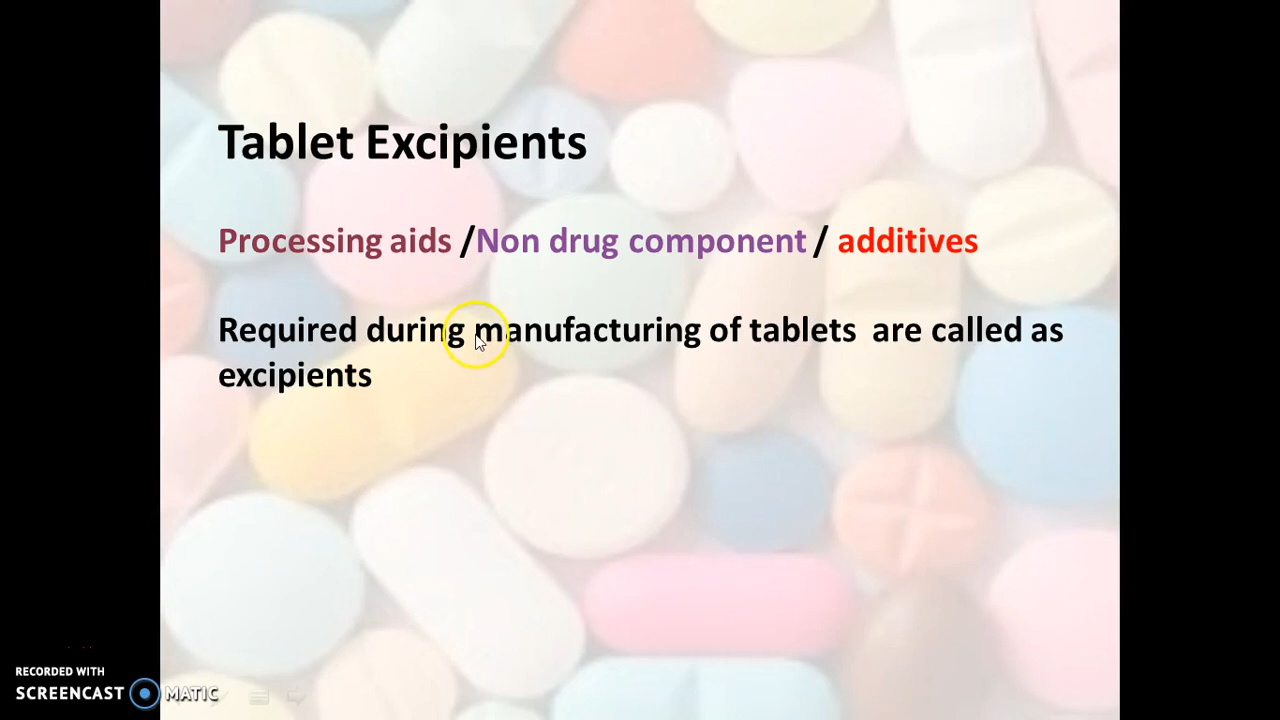 Tablet Excipients
Processing aids /Non drug component / additives
Required during manufacturing of tablets  are called as
excipients
RECORDED WITH
SCREENCAST MATIC